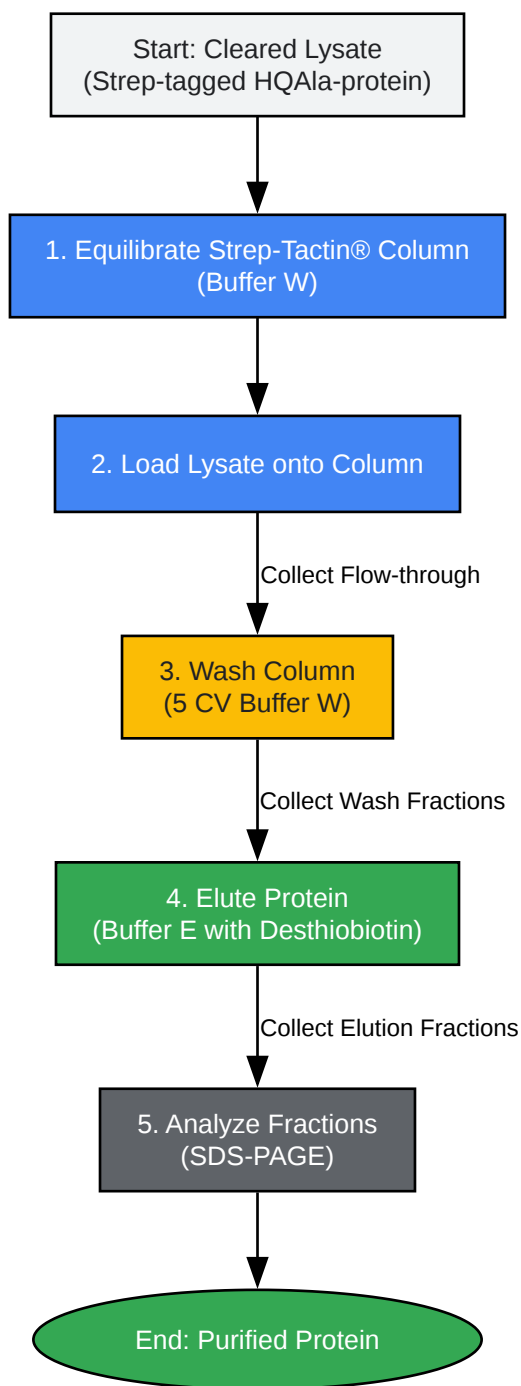 Start: Cleared Lysate
(Strep-tagged HQAla-protein)
1. Equilibrate Strep-Tactin® Column
(Buffer W)
2. Load Lysate onto Column
Collect Flow-through
3. Wash Column
(5 CV Buffer W)
Collect Wash Fractions
4. Elute Protein
(Buffer E with Desthiobiotin)
Collect Elution Fractions
5. Analyze Fractions
(SDS-PAGE)
End: Purified Protein